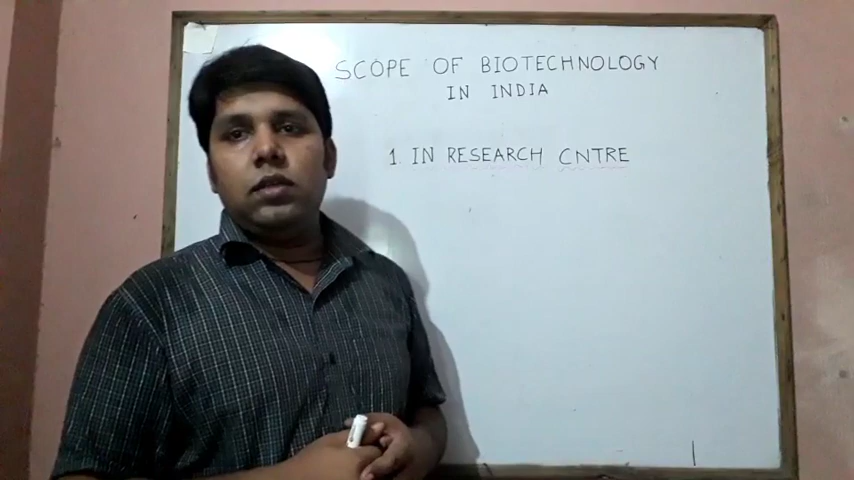 SCOPE OF BIOTECHNOLOGY
IN INDIA
1. IN RESEARCH CNTRE